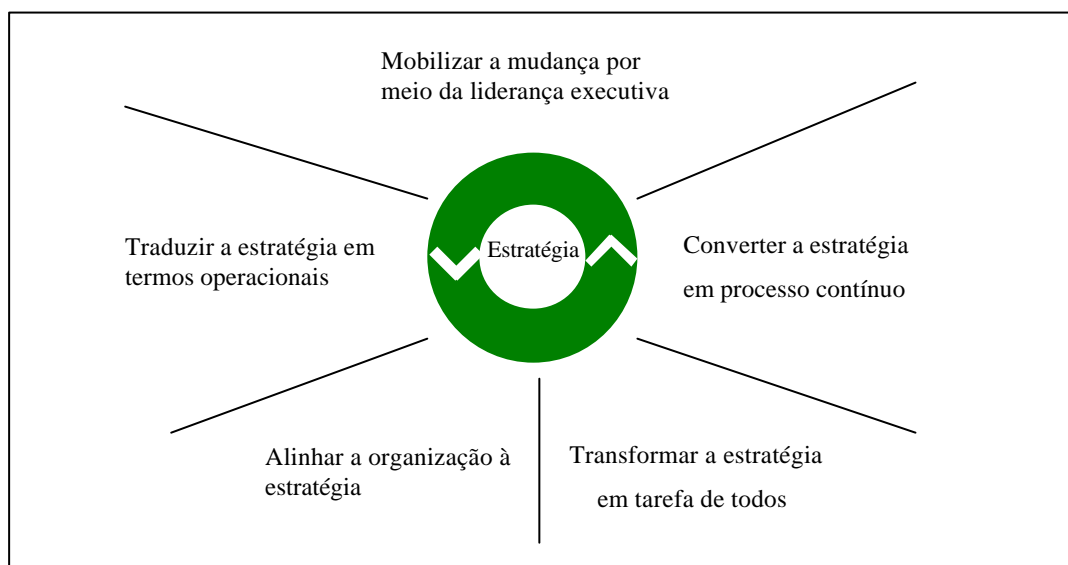 Mobilizar a mudança por
meio da liderança executiva
Traduzir a estratégia em
termos operacionais
Estratégia
Converter a estratégia
em processo contínuo
Alinhar a organização à
estratégia
Transformar a estratégia
em tarefa de todos